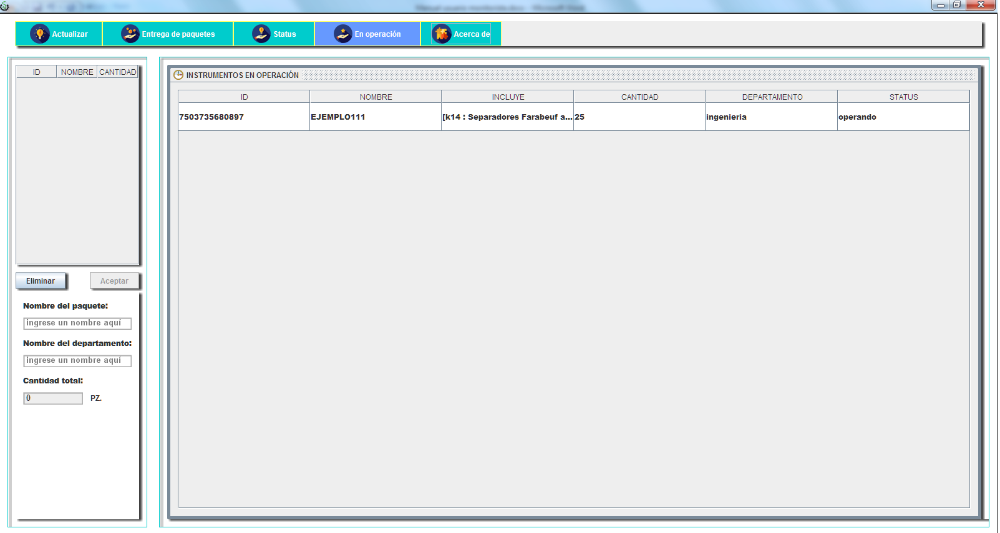 Actualizar
Entrega de paquetes
Status
En operación
Acerca de
ID NOMBRE CANTIDAD
Eliminar
Aceptar
Nombre del paquete:
ingrese un nombre aquí
Nombre del departamento:
ingrese un nombre aquí
Cantidad total:
0 PZ.
INSTRUMENTOS EN OPERACIÓN
ID NOMBRE INCLUYE CANTIDAD DEPARTAMENTO STATUS
7503735680897 EJEMPLO111 [k14 : Separadores Farabeuf a... 25 ingenieria operando